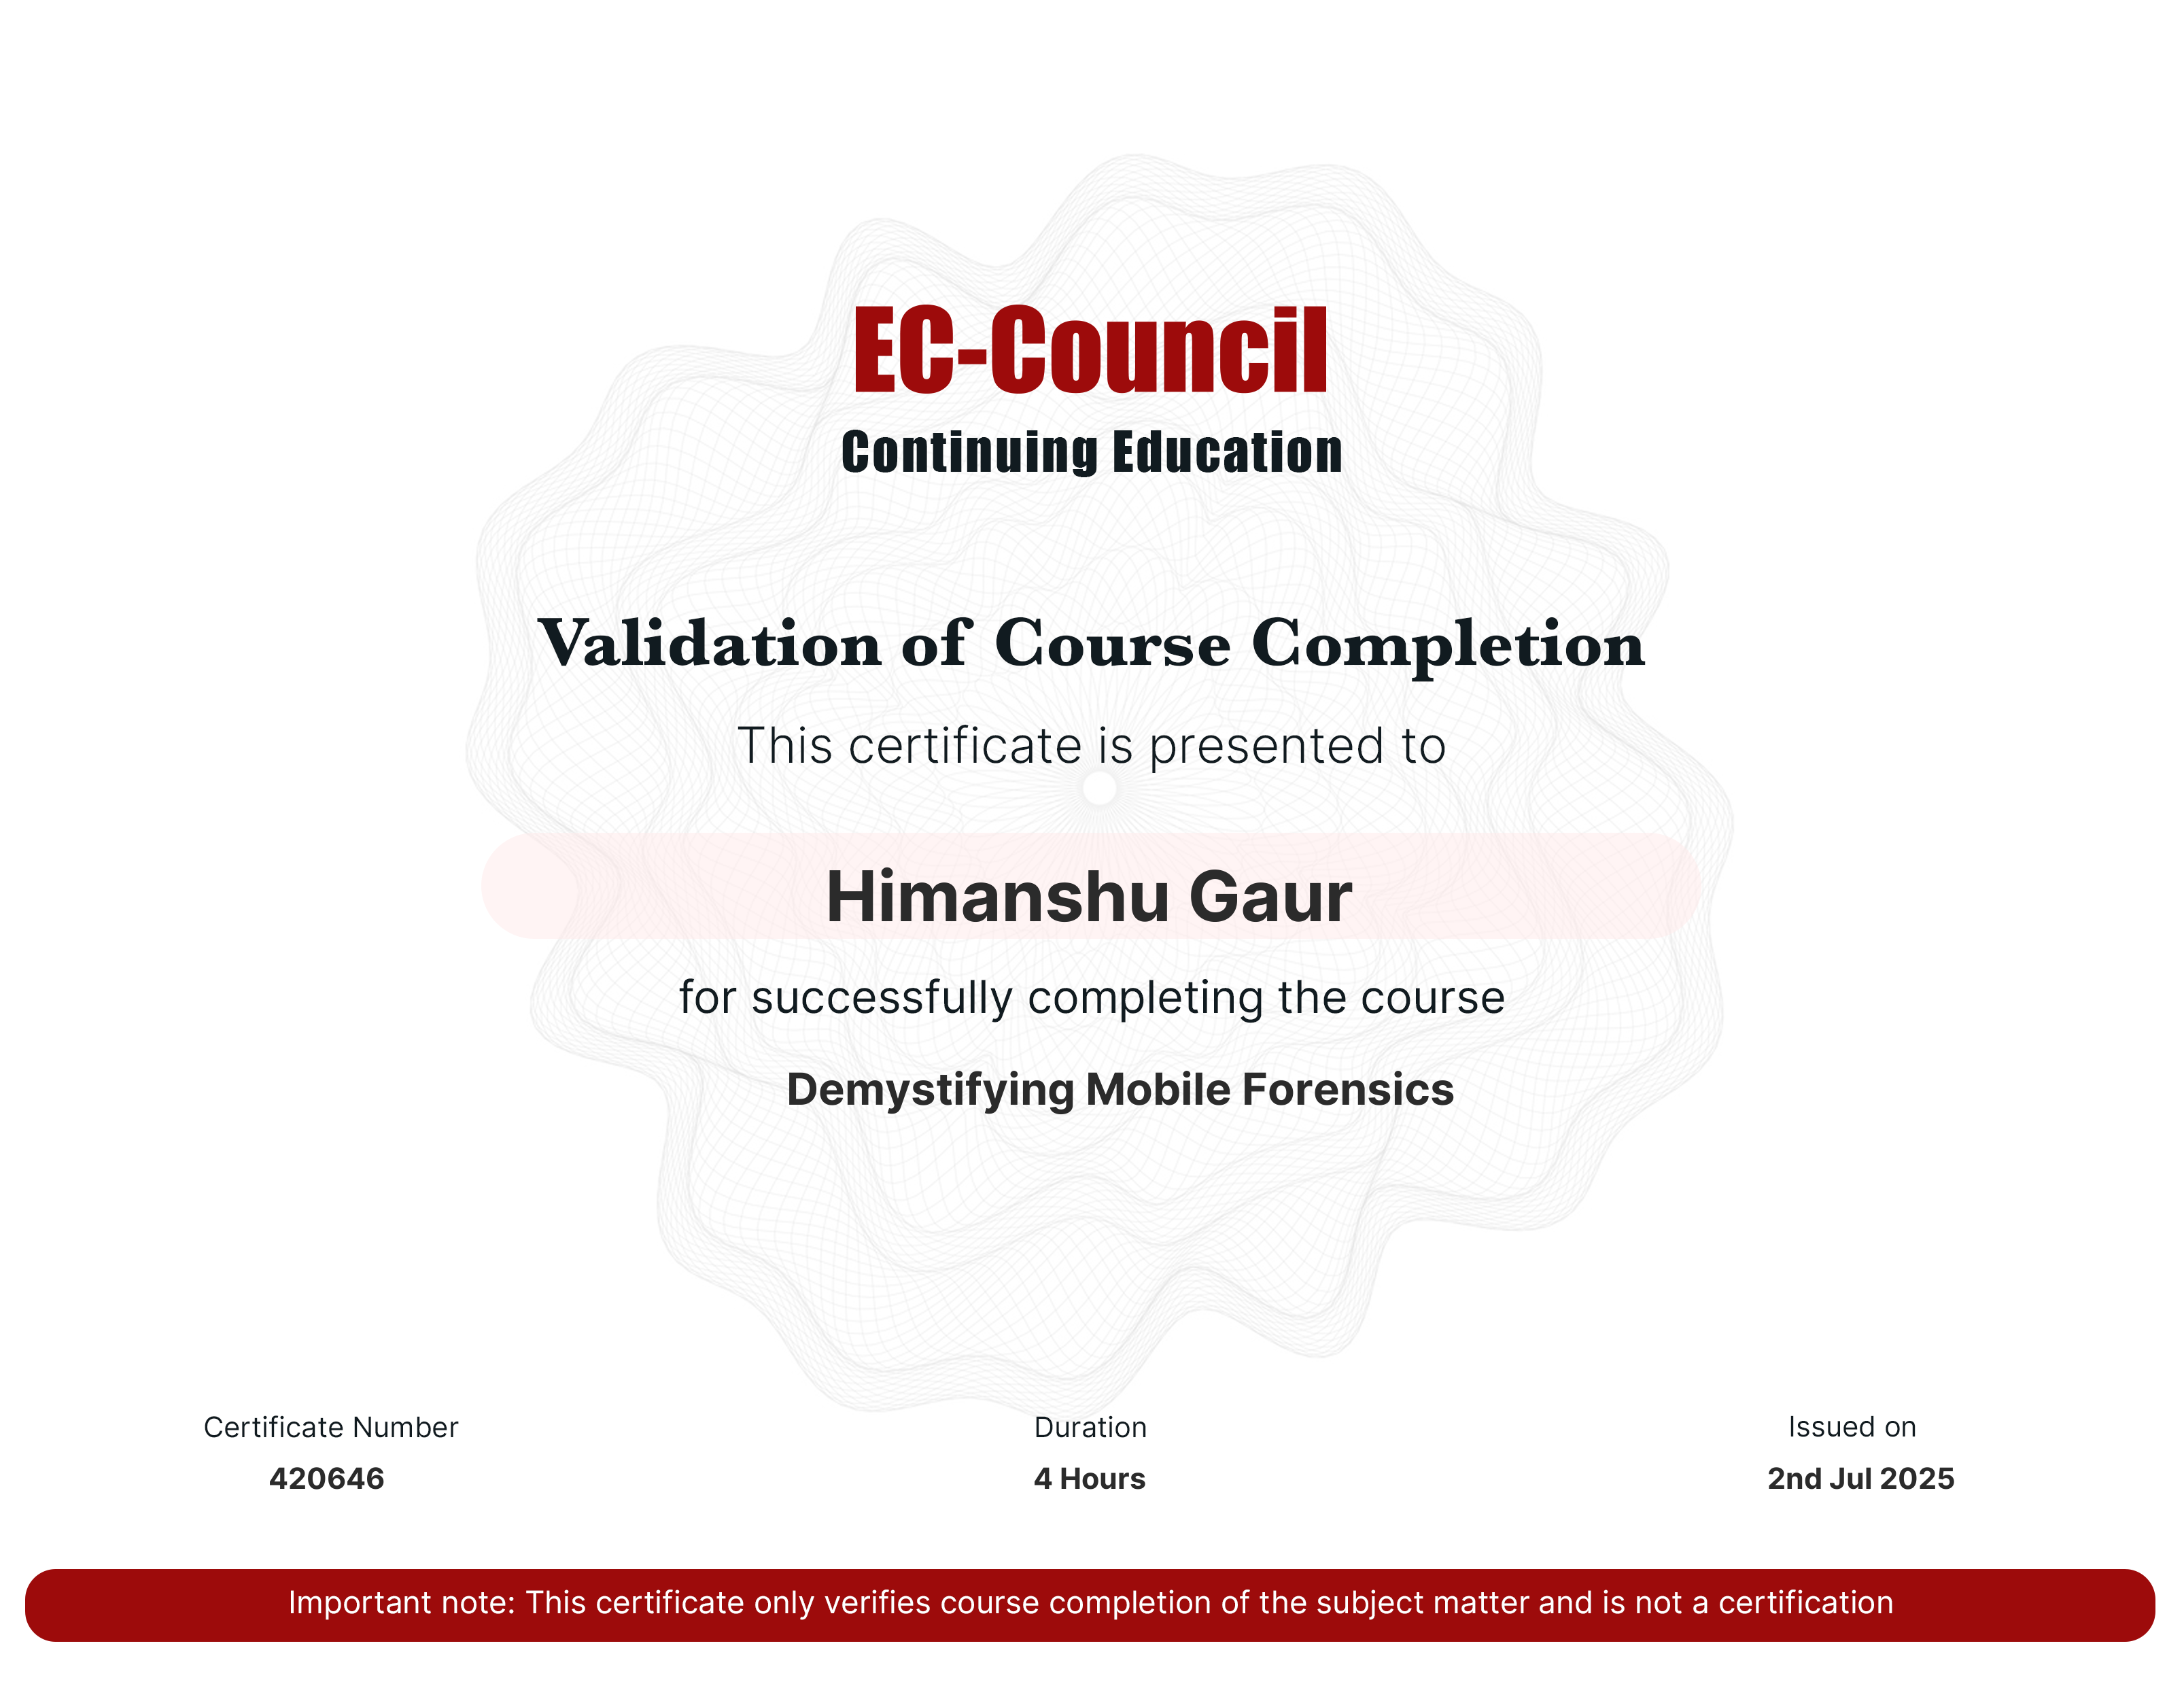 EC-Council
Continuing Education
Validation of Course Completion
This certificate is presented to
Himanshu Gaur
for successfully completing the course
Demystifying Mobile Forensics
Certificate Number
420646
Duration
4 Hours
Issued on
2nd Jul 2025
Important note: This certificate only verifies course completion of the subject matter and is not a certification